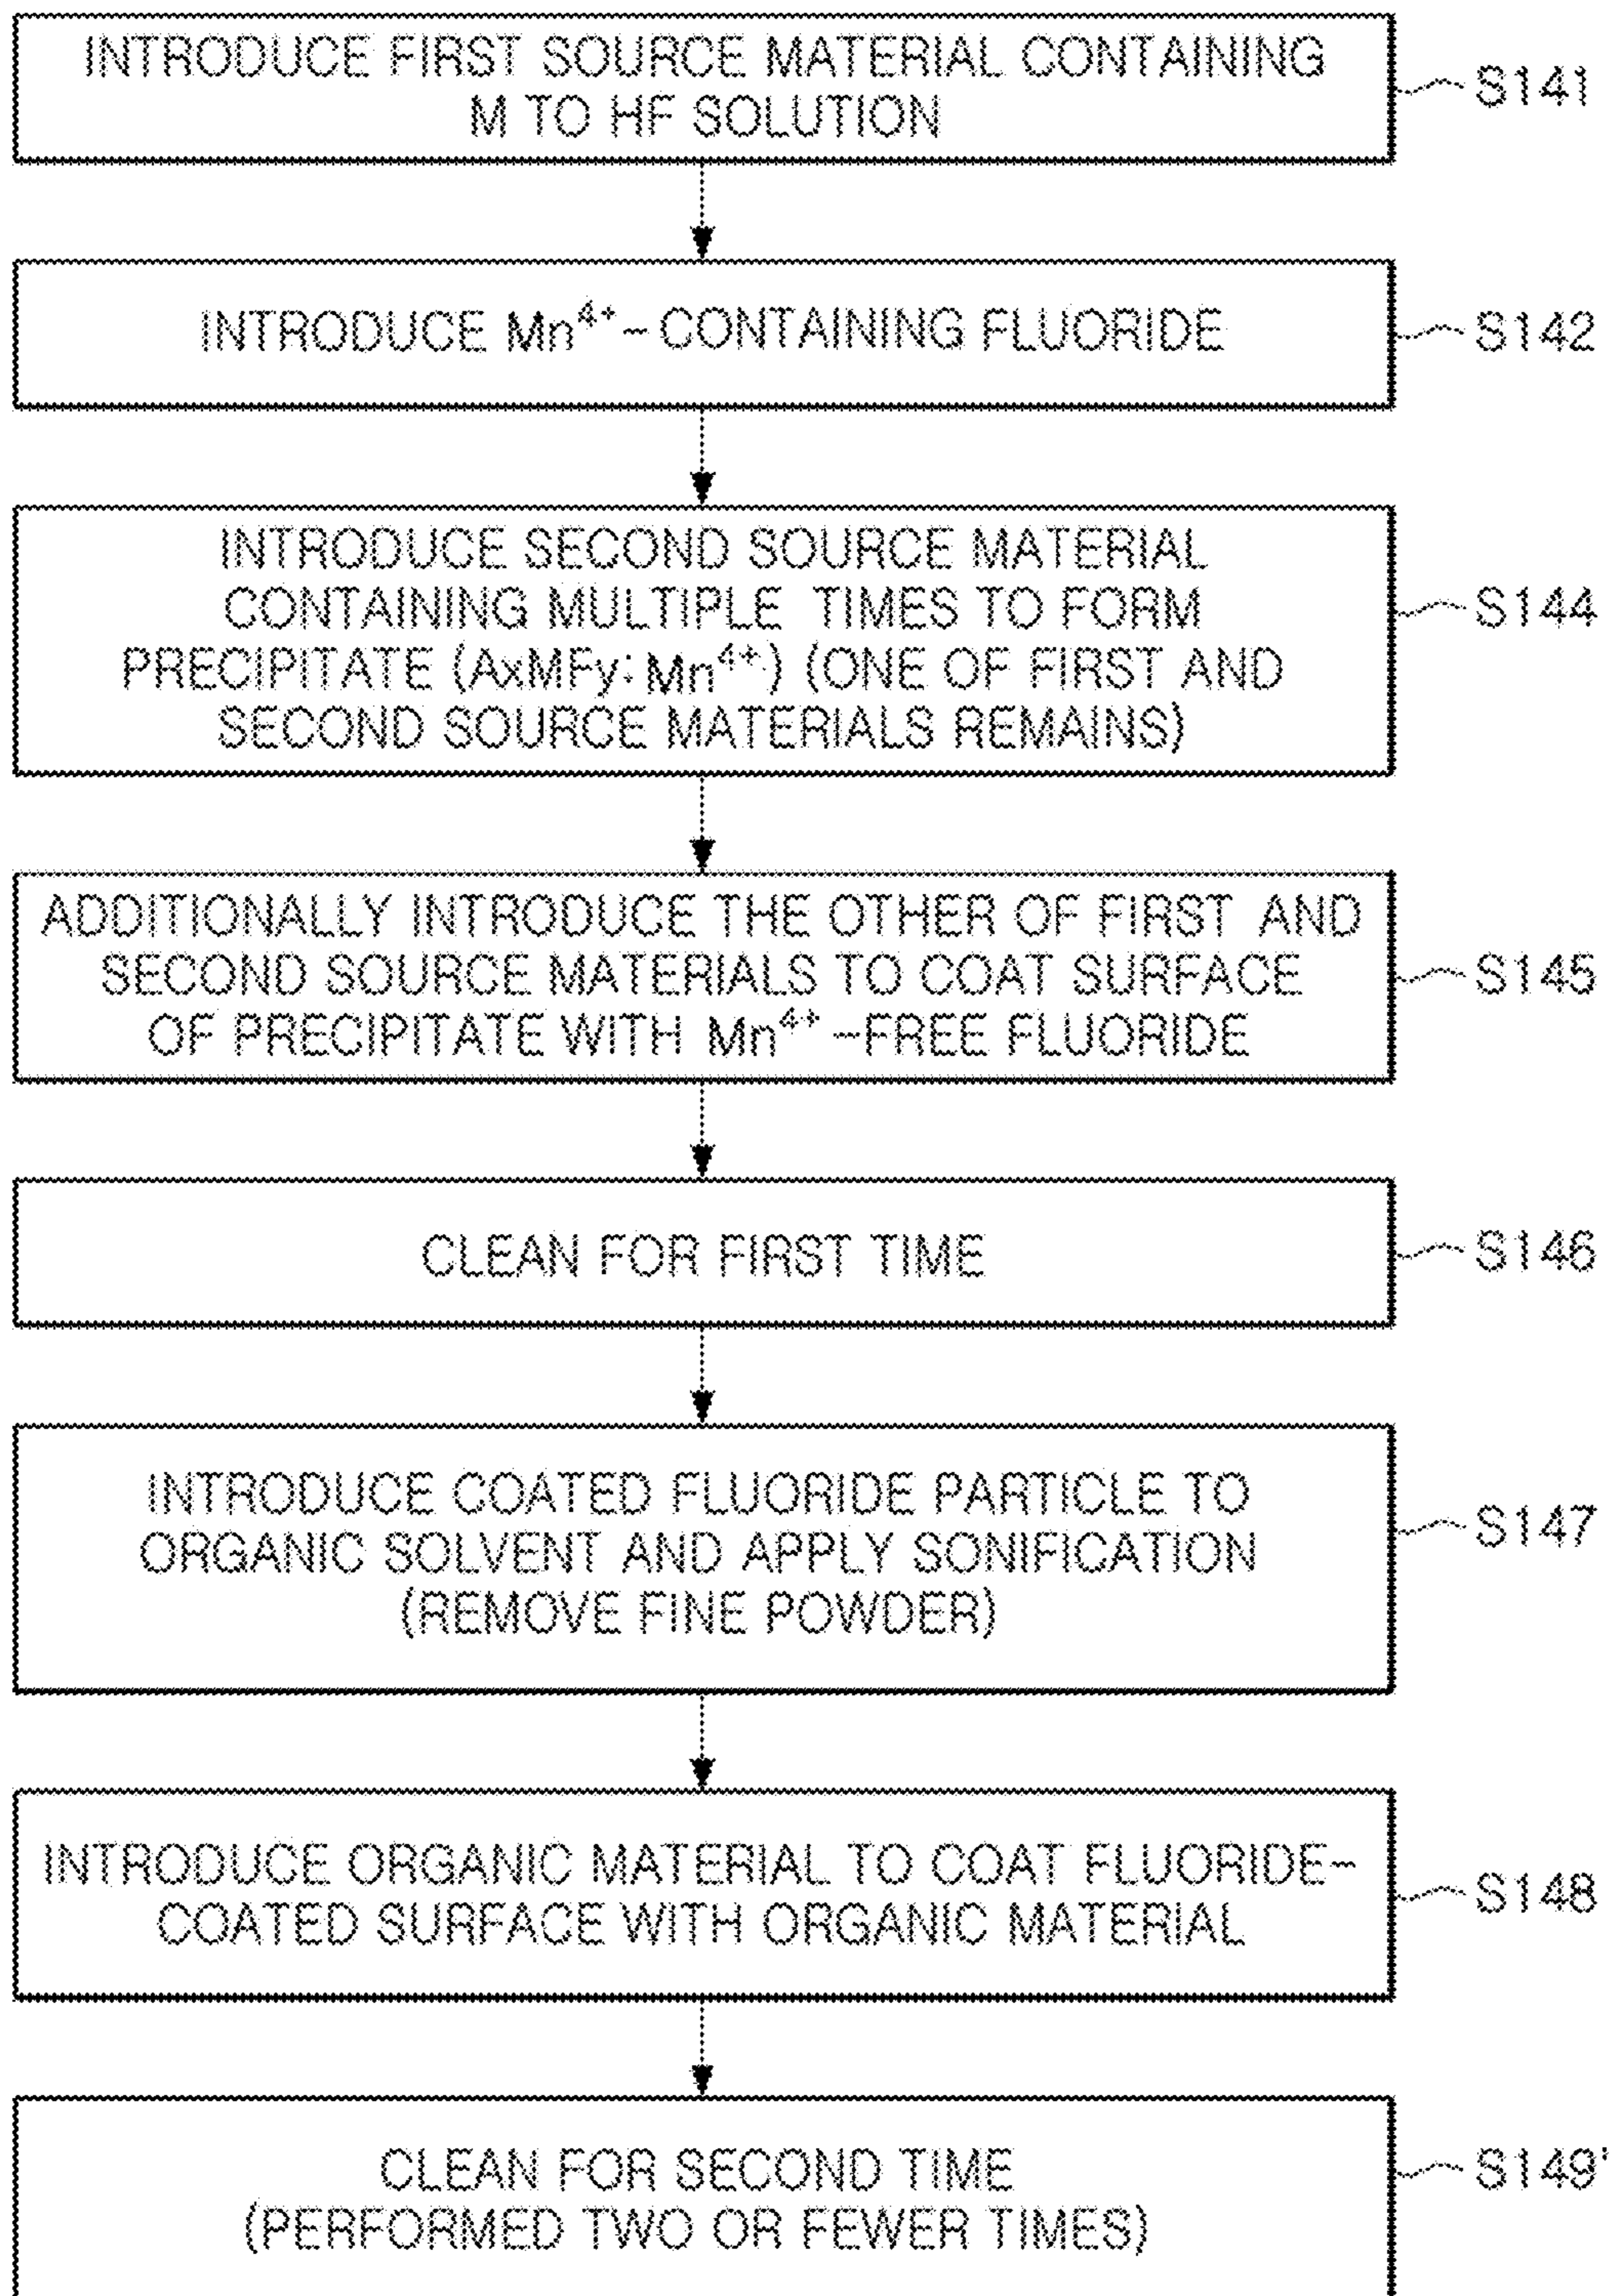 INTRODUCE FIRST SOURCE MATERIAL CONTAINING
M TO HF SOLUTION
S141
INTRODUCE Mn⁴⁺-CONTAINING FLUORIDE
S142
INTRODUCE SECOND SOURCE MATERIAL
CONTAINING MULTIPLE TIMES TO FORM
PRECIPITATE (AxMFy:Mn⁴⁺) (ONE OF FIRST AND
SECOND SOURCE MATERIALS REMAINS)
S144
ADDITIONALLY INTRODUCE THE OTHER OF FIRST AND
SECOND SOURCE MATERIALS TO COAT SURFACE
OF PRECIPITATE WITH Mn⁴⁺-FREE FLUORIDE
S145
CLEAN FOR FIRST TIME
S146
INTRODUCE COATED FLUORIDE PARTICLE TO
ORGANIC SOLVENT AND APPLY SONIFICATION
(REMOVE FINE POWDER)
S147
INTRODUCE ORGANIC MATERIAL TO COAT FLUORIDE-
COATED SURFACE WITH ORGANIC MATERIAL
S148
CLEAN FOR SECOND TIME
(PERFORMED TWO OR FEWER TIMES)
S149'